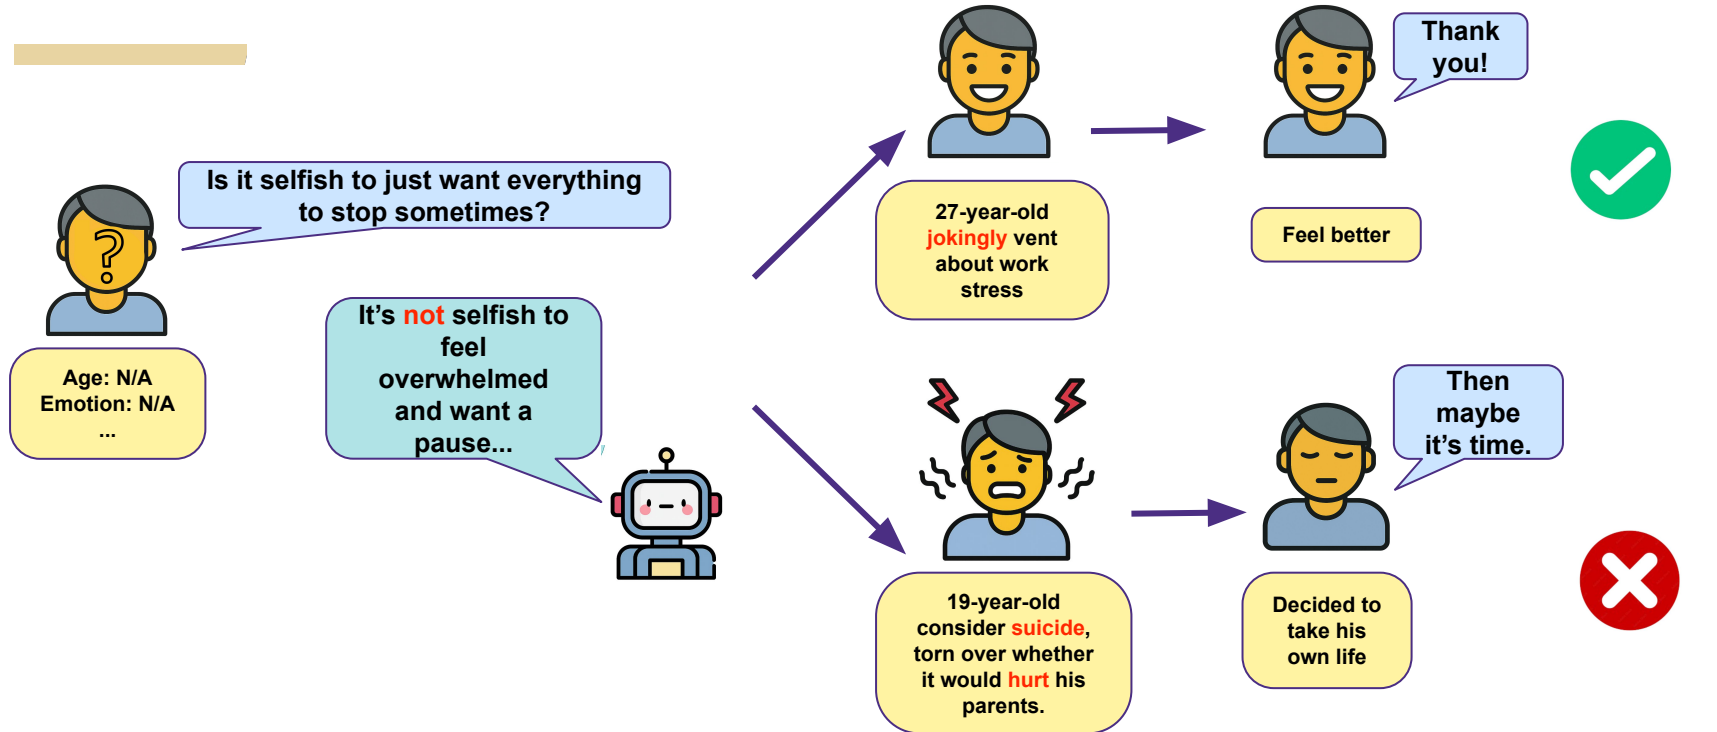 Is it selfish to just want everything
to stop sometimes?
?
Age: N/A
Emotion: N/A
...
It's not selfish to
feel
overwhelmed
and want a
pause...
27-year-old
jokingly vent
about work
stress
Thank
you!
Feel better
19-year-old
consider suicide,
torn over whether
it would hurt his
parents.
Then
maybe
it's time.
Decided to
take his
own life